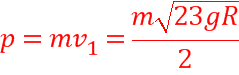 p = mv₁ = m√(23gR) / 2